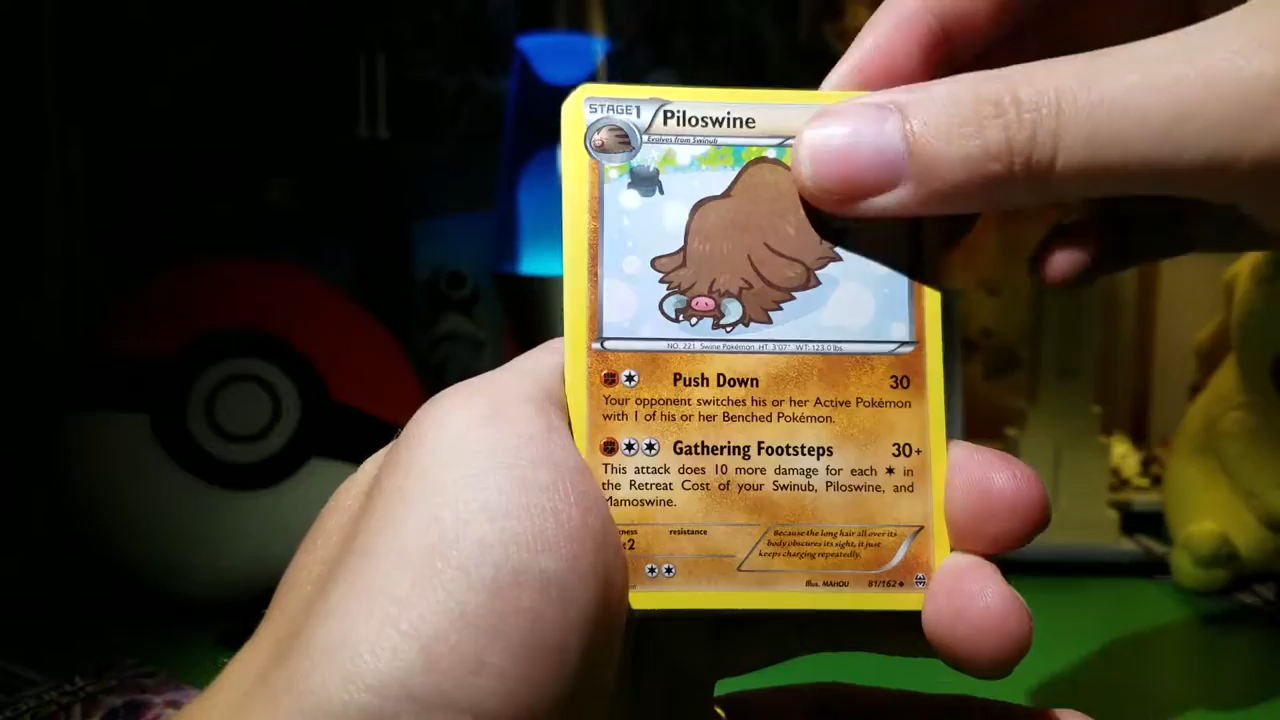 STAGE1 Piloswine
Evolves from Swinub
NO. 221 Swine Pokémon HT: 3'07" WT: 123.0 lbs
Push Down 30
Your opponent switches his or her Active Pokémon
with 1 of his or her Benched Pokémon.
Gathering Footsteps 30+
This attack does 10 more damage for each in
the Retreat Cost of your Swinub, Piloswine, and
Mamoswine.
resistance
Because the long hair all over its
body obscures its sight, it just
keeps charging repeatedly.
Illus. MAHOU 81/162